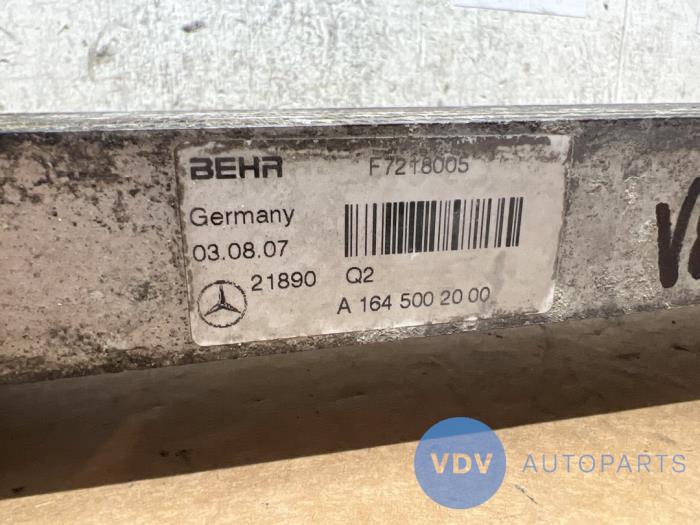 BEHR F7218005
Germany
03.08.07
21890 Q2
A 164 500 20 00
VDV AUTOPARTS